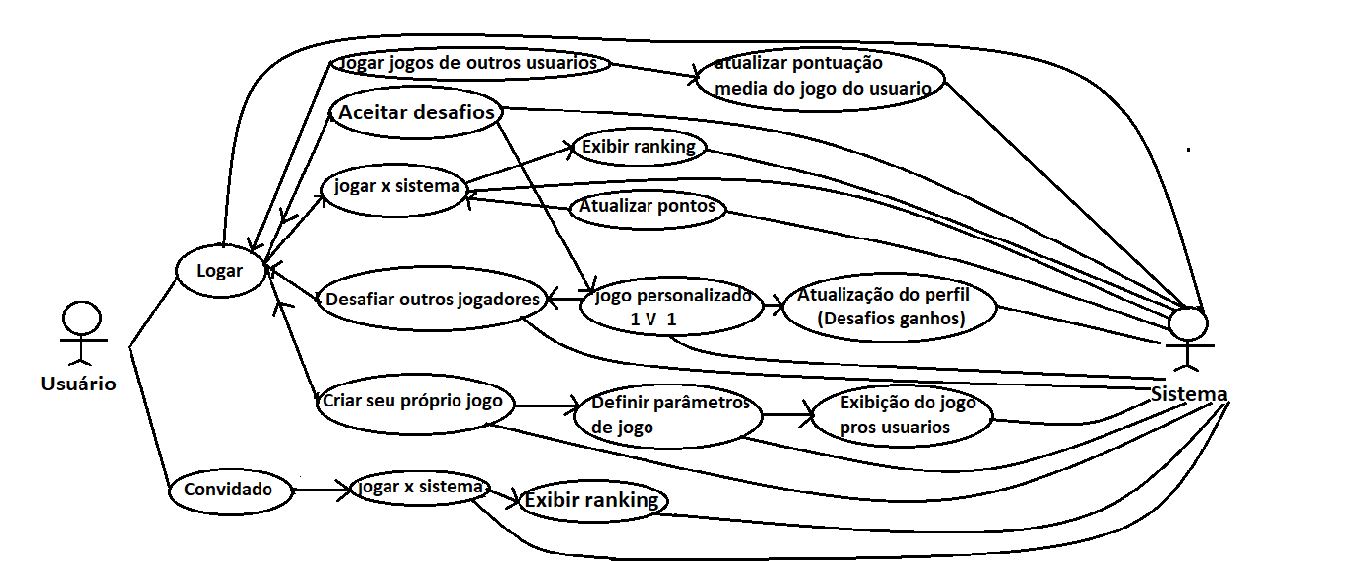 Jogar jogos de outros usuarios
atualizar pontuação
media do jogo do usuario
Aceitar desafios
Exibir ranking
jogar x sistema
Atualizar pontos
Logar
Desafiar outros jogadores
jogo personalizado
1 V 1
Atualização do perfil
(Desafios ganhos)
Usuário
Sistema
Criar seu próprio jogo
Definir parâmetros
de jogo
Exibição do jogo
pros usuarios
Convidado
jogar x sistema
Exibir ranking